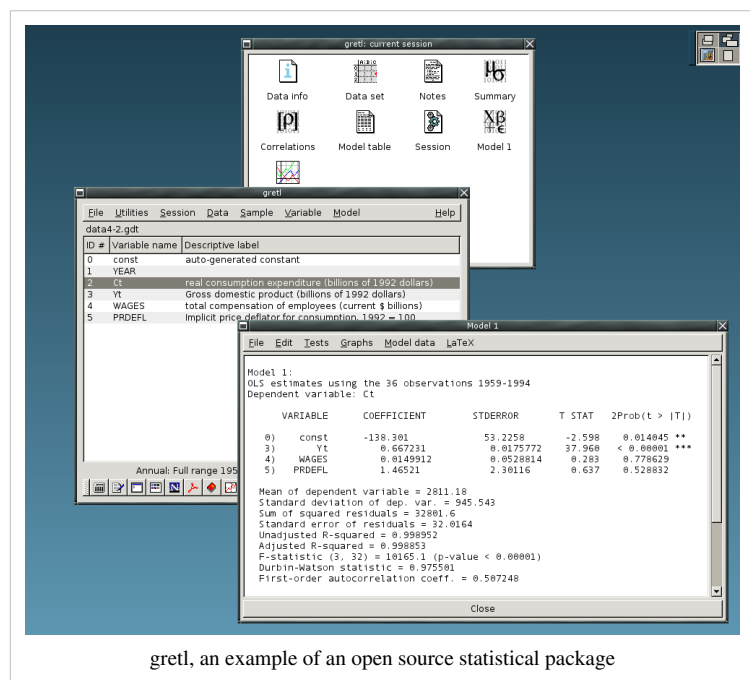 gretl: current session
Data info Data set Notes Summary
Correlations Model table Session Model 1
gretl
File Utilities Session Data Sample Variable Model Help
data4-2.gdt
ID # Variable name Descriptive label
0 const auto-generated constant
1 YEAR
2 Ct real consumption expenditure (billions of 1992 dollars)
3 Yt Gross domestic product (billions of 1992 dollars)
4 WAGES total compensation of employees (current $ billions)
5 PRDEFL Implicit price deflator for consumption, 1992 = 100
Annual: Full range 195
Model 1
File Edit Tests Graphs Model data LaTeX
Model 1:
OLS estimates using the 36 observations 1959-1994
Dependent variable: Ct
VARIABLE COEFFICIENT STDERROR T STAT 2Prob(t > |T|)
0) const -138.301 53.2258 -2.598 0.014045 **
3) Yt 0.667231 0.0175772 37.960 < 0.00001 ***
4) WAGES 0.0149912 0.0528814 0.283 0.778629
5) PRDEFL 1.46521 2.30116 0.637 0.528832
Mean of dependent variable = 2811.18
Standard deviation of dep. var. = 945.543
Sum of squared residuals = 32801.6
Standard error of residuals = 32.0164
Unadjusted R-squared = 0.998952
Adjusted R-squared = 0.998853
F-statistic (3, 32) = 10165.1 (p-value < 0.00001)
Durbin-Watson statistic = 0.975501
First-order autocorrelation coeff. = 0.507248
Close
gretl, an example of an open source statistical package